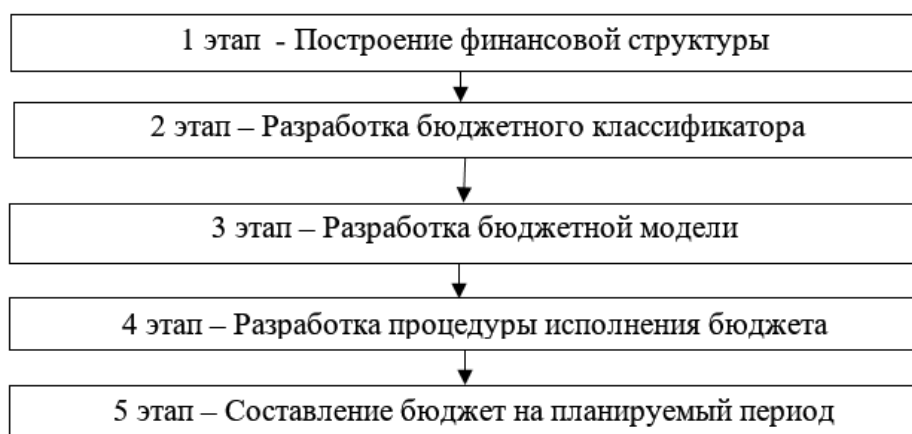 1 этап - Построение финансовой структуры
2 этап – Разработка бюджетного классификатора
3 этап – Разработка бюджетной модели
4 этап – Разработка процедуры исполнения бюджета
5 этап – Составление бюджет на планируемый период